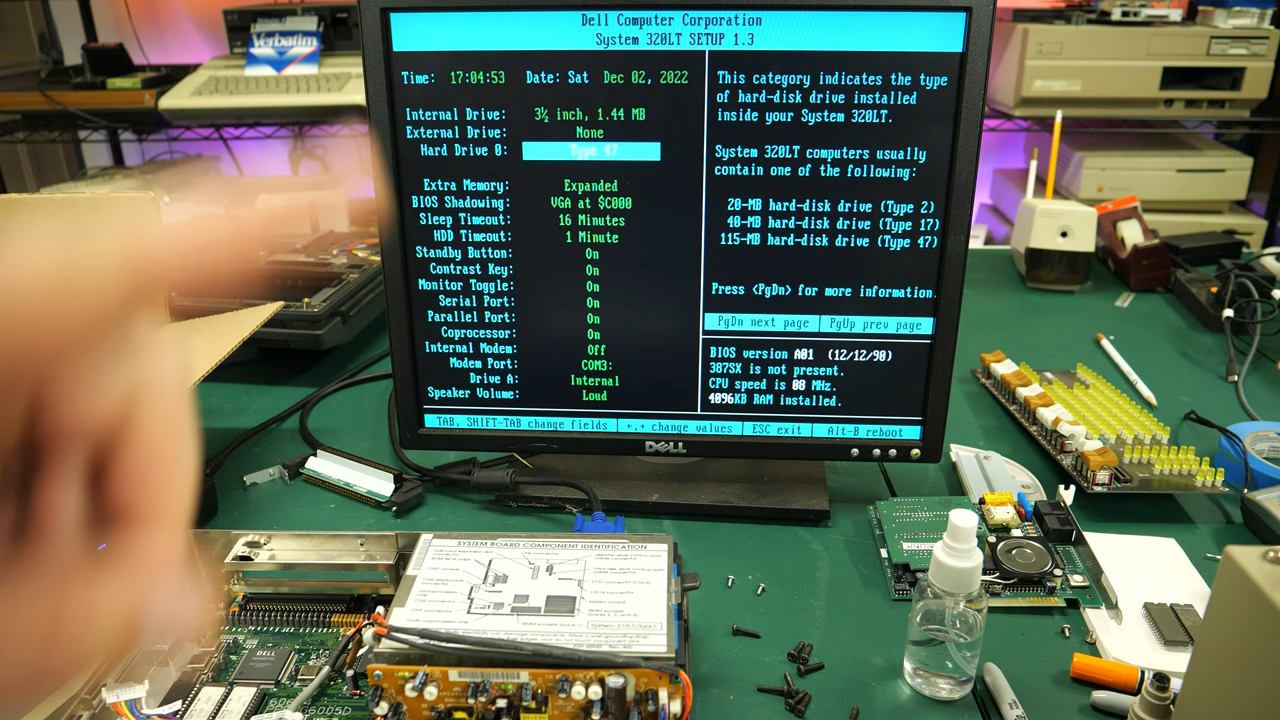 Verbatim
Dell Computer Corporation
System 320LT SETUP 1.3
Time: 17:04:53 Date: Sat Dec 02, 2022
Internal Drive: 3½ inch, 1.44 MB
External Drive: None
Hard Drive 0: Type 47
Extra Memory: Expanded
BIOS Shadowing: VGA at $C000
Sleep Timeout: 16 Minutes
HDD Timeout: 1 Minute
Standby Button: On
Contrast Key: On
Monitor Toggle: On
Serial Port: On
Parallel Port: On
Coprocessor: On
Internal Modem: Off
Modem Port: COM3:
Drive A: Internal
Speaker Volume: Loud
This category indicates the type
of hard-disk drive installed
inside your System 320LT.
System 320LT computers usually
contain one of the following:
20-MB hard-disk drive (Type 2)
40-MB hard-disk drive (Type 17)
115-MB hard-disk drive (Type 47)
Press <PgDn> for more information.
PgDn next page PgUp prev page
BIOS version A01 (12/12/90)
387SX is not present.
CPU speed is 08 MHz.
4096KB RAM installed.
TAB, SHIFT-TAB change fields ←,→ change values ESC exit Alt-B reboot
DELL
SYSTEM BOARD COMPONENT IDENTIFICATION
DELL